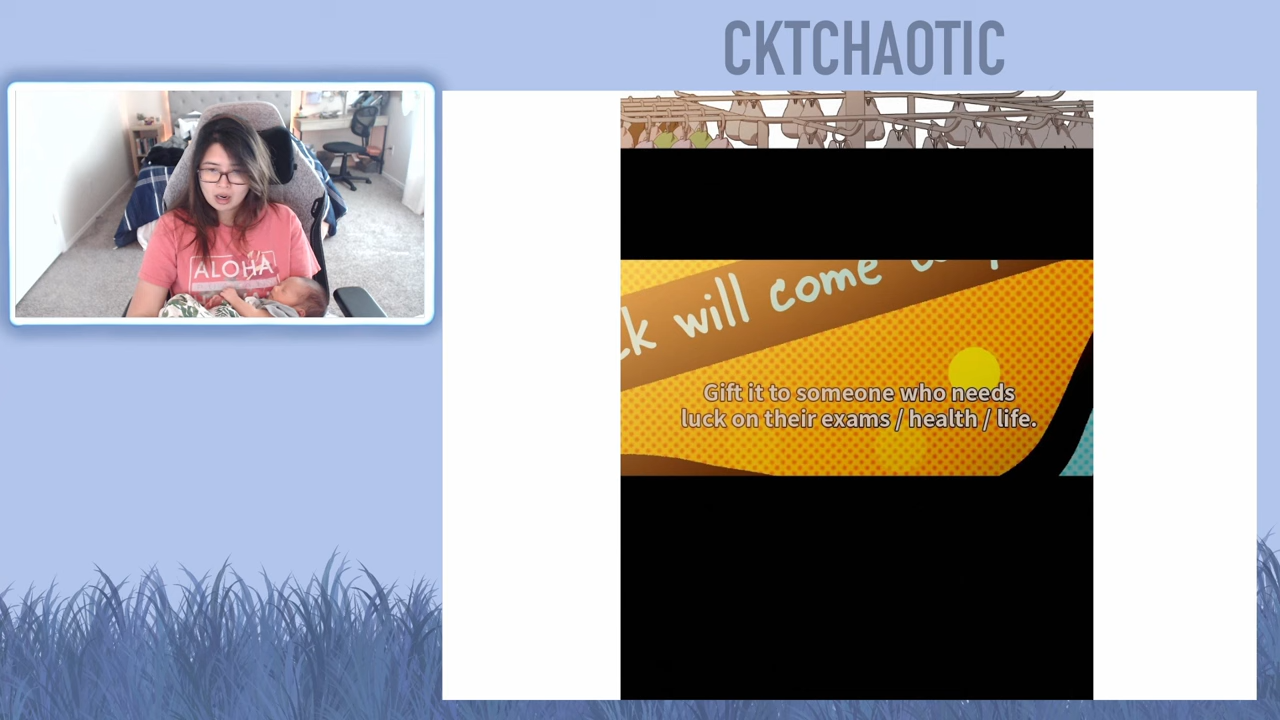 CKTCHAOTIC
ALOHA
will come
Gift it to someone who needs
luck on their exams / health / life.